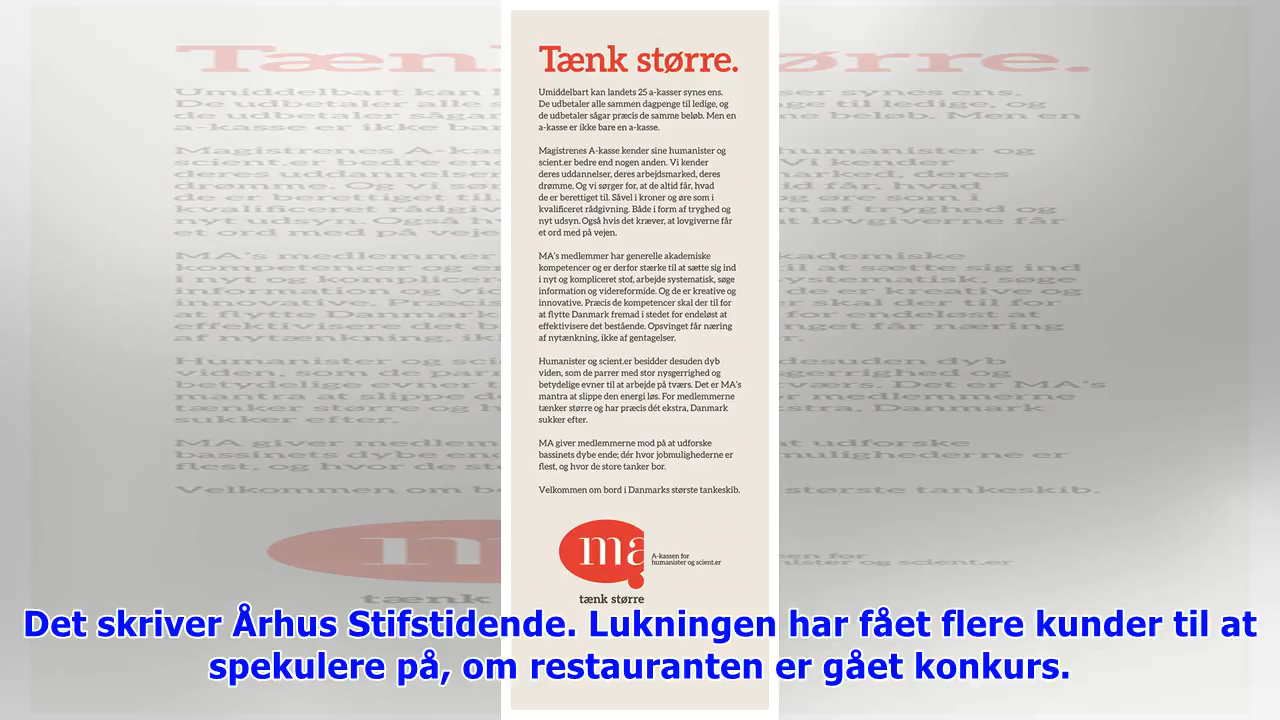 Tænk større.
Umiddelbart kan landets 25 a-kasser synes ens.
De udbetaler alle sammen dagpenge til ledige, og
de udbetaler sågar præcis de samme beløb. Men en
a-kasse er ikke bare en a-kasse.
Magistrenes A-kasse kender sine humanister og
scient.er bedre end nogen anden. Vi kender
deres uddannelser, deres arbejdsmarked, deres
drømme. Og vi sørger for, at de altid får, hvad
de er berettiget til. Såvel i kroner og øre som i
kvalificeret rådgivning. Både i form af tryghed og
nyt udsyn. Også hvis det kræver, at lovgiverne får
et ord med på vejen.
MA's medlemmer har generelle akademiske
kompetencer og er derfor stærke til at sætte sig ind
i nyt og kompliceret stof, arbejde systematisk, søge
information og videreformide. Og de er kreative og
innovative. Præcis de kompetencer skal der til for
at flytte Danmark fremad i stedet for endeløst at
effektivisere det bestående. Opsvinget får næring
af nytænkning, ikke af gentagelser.
Humanister og scient.er besidder desuden dyb
viden, som de parrer med stor nysgerrighed og
betydelige evner til at arbejde på tværs. Det er MA's
mantra at slippe den energi løs. For medlemmerne
tænker større og har præcis dét ekstra, Danmark
sukker efter.
MA giver medlemmerne mod på at udforske
bassinets dybe ende; dér hvor jobmulighederne er
flest, og hvor de store tanker bor.
Velkommen om bord i Danmarks største tankeskib.
ma
A-kassen for
humanister og scient.er
tænk større
Det skriver Århus Stifstidende. Lukningen har fået flere kunder til at
spekulere på, om restauranten er gået konkurs.